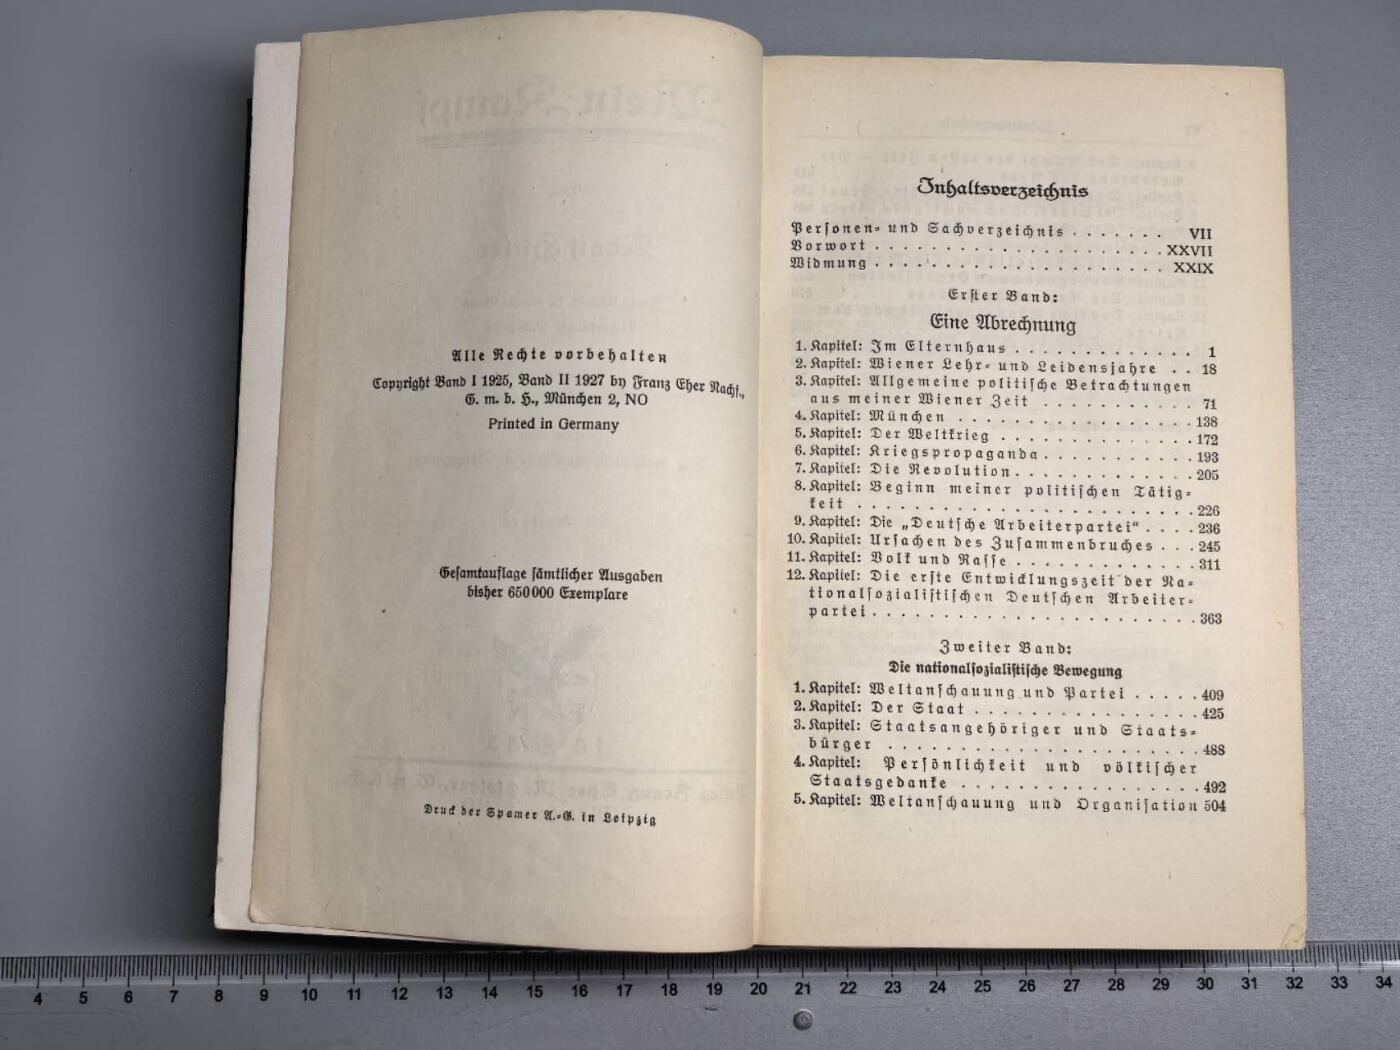 Mein Kampf
Alle Rechte vorbehalten
Copyright Band I 1925, Band II 1927 by Franz Eher Nachf.,
G. m. b. H., München 2, NO
Printed in Germany
Gesamtauflage sämtlicher Ausgaben
bisher 650000 Exemplare
Druck der Spamer A.-G. in Leipzig
Inhaltsverzeichnis
Personen- und Sachverzeichnis . . . . . . . VII
Vorwort . . . . . . . . . . . . . . . . . . . . . . XXVII
Widmung . . . . . . . . . . . . . . . . . . . . . . XXIX
Erster Band:
Eine Abrechnung
1. Kapitel: Im Elternhaus . . . . . . . . . . . . . 1
2. Kapitel: Wiener Lehr- und Leidensjahre . . 18
3. Kapitel: Allgemeine politische Betrachtungen
aus meiner Wiener Zeit . . . . . . . . . . . 71
4. Kapitel: München . . . . . . . . . . . . . . . . . 138
5. Kapitel: Der Weltkrieg . . . . . . . . . . . . . 172
6. Kapitel: Kriegspropaganda . . . . . . . . . . 193
7. Kapitel: Die Revolution . . . . . . . . . . . . 205
8. Kapitel: Beginn meiner politischen Tätig-
keit . . . . . . . . . . . . . . . . . . . . . . . 226
9. Kapitel: Die „Deutsche Arbeiterpartei“ . . . . 236
10. Kapitel: Ursachen des Zusammenbruches . . . 245
11. Kapitel: Volk und Rasse . . . . . . . . . . . . 311
12. Kapitel: Die erste Entwicklungszeit der Na-
tionalsozialistischen Deutschen Arbeiter-
partei . . . . . . . . . . . . . . . . . . . . . . 363
Zweiter Band:
Die nationalsozialistische Bewegung
1. Kapitel: Weltanschauung und Partei . . . . . 409
2. Kapitel: Der Staat . . . . . . . . . . . . . . . . 425
3. Kapitel: Staatsangehöriger und Staats-
bürger . . . . . . . . . . . . . . . . . . . . . 488
4. Kapitel: Persönlichkeit und völkischer
Staatsgedanke . . . . . . . . . . . . . . . . . 492
5. Kapitel: Weltanschauung und Organisation 504
4 5 6 7 8 9 10 11 12 13 14 15 16 17 18 19 20 21 22 23 24 25 26 27 28 29 30 31 32 33 34